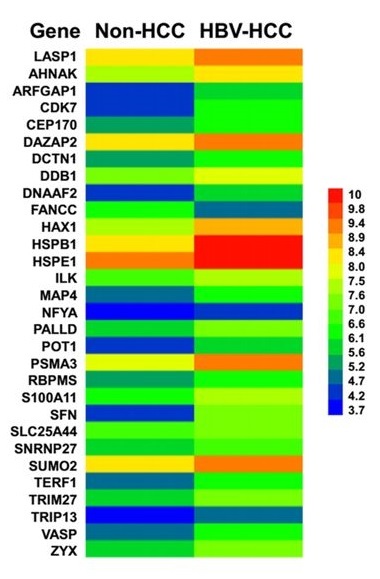 Gene Non-HCC HBV-HCC
LASP1
AHNAK
ARFGAP1
CDK7
CEP170
DAZAP2
DCTN1
DDB1
DNAAF2
FANCC
HAX1
HSPB1
HSPE1
ILK
MAP4
NFYA
PALLD
POT1
PSMA3
RBPMS
S100A11
SFN
SLC25A44
SNRNP27
SUMO2
TERF1
TRIM27
TRIP13
VASP
ZYX
10
9.8
9.4
8.9
8.4
8.0
7.5
7.6
7.0
6.6
6.1
5.6
5.2
4.7
4.2
3.7